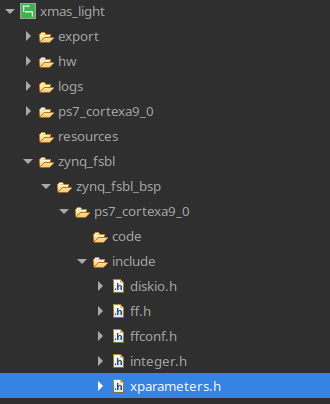 xmas_light
export
hw
logs
ps7_cortexa9_0
resources
zynq_fsbl
zynq_fsbl_bsp
ps7_cortexa9_0
code
include
.h diskio.h
.h ff.h
.h ffconf.h
.h integer.h
.h xparameters.h